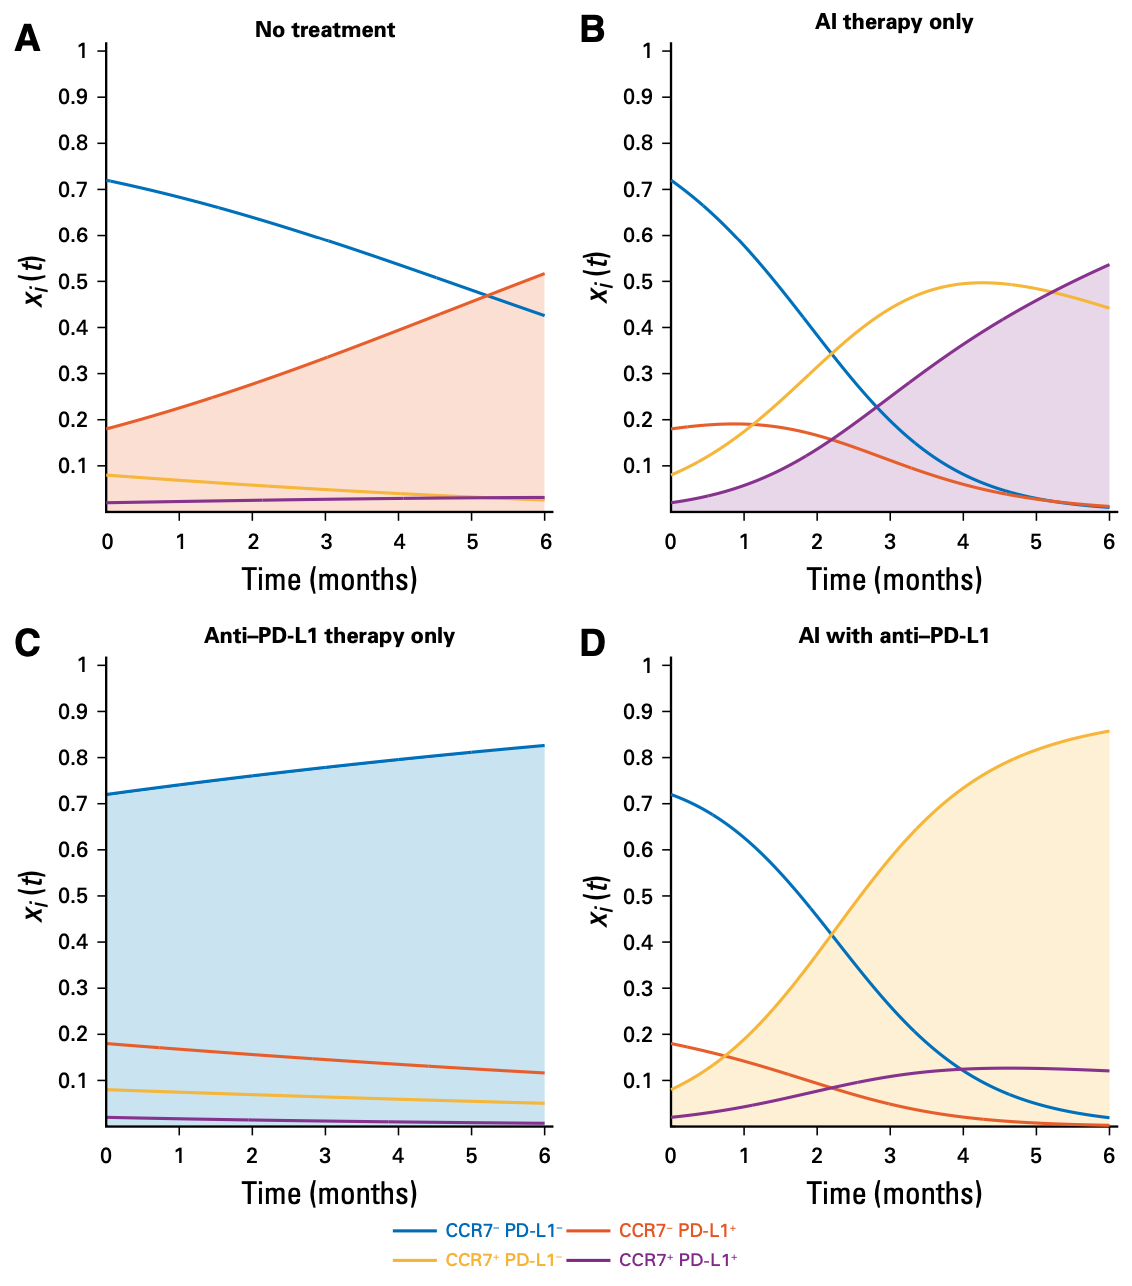 A
No treatment
1
0.9
0.8
0.7
0.6
0.5
0.4
0.3
0.2
0.1
xi (t)
0 1 2 3 4 5 6
Time (months)
B
AI therapy only
1
0.9
0.8
0.7
0.6
0.5
0.4
0.3
0.2
0.1
xi (t)
0 1 2 3 4 5 6
Time (months)
C
Anti–PD-L1 therapy only
1
0.9
0.8
0.7
0.6
0.5
0.4
0.3
0.2
0.1
xi (t)
0 1 2 3 4 5 6
Time (months)
D
AI with anti–PD-L1
1
0.9
0.8
0.7
0.6
0.5
0.4
0.3
0.2
0.1
xi (t)
0 1 2 3 4 5 6
Time (months)
CCR7⁻ PD-L1⁻ CCR7⁻ PD-L1⁺
CCR7⁺ PD-L1⁻ CCR7⁺ PD-L1⁺